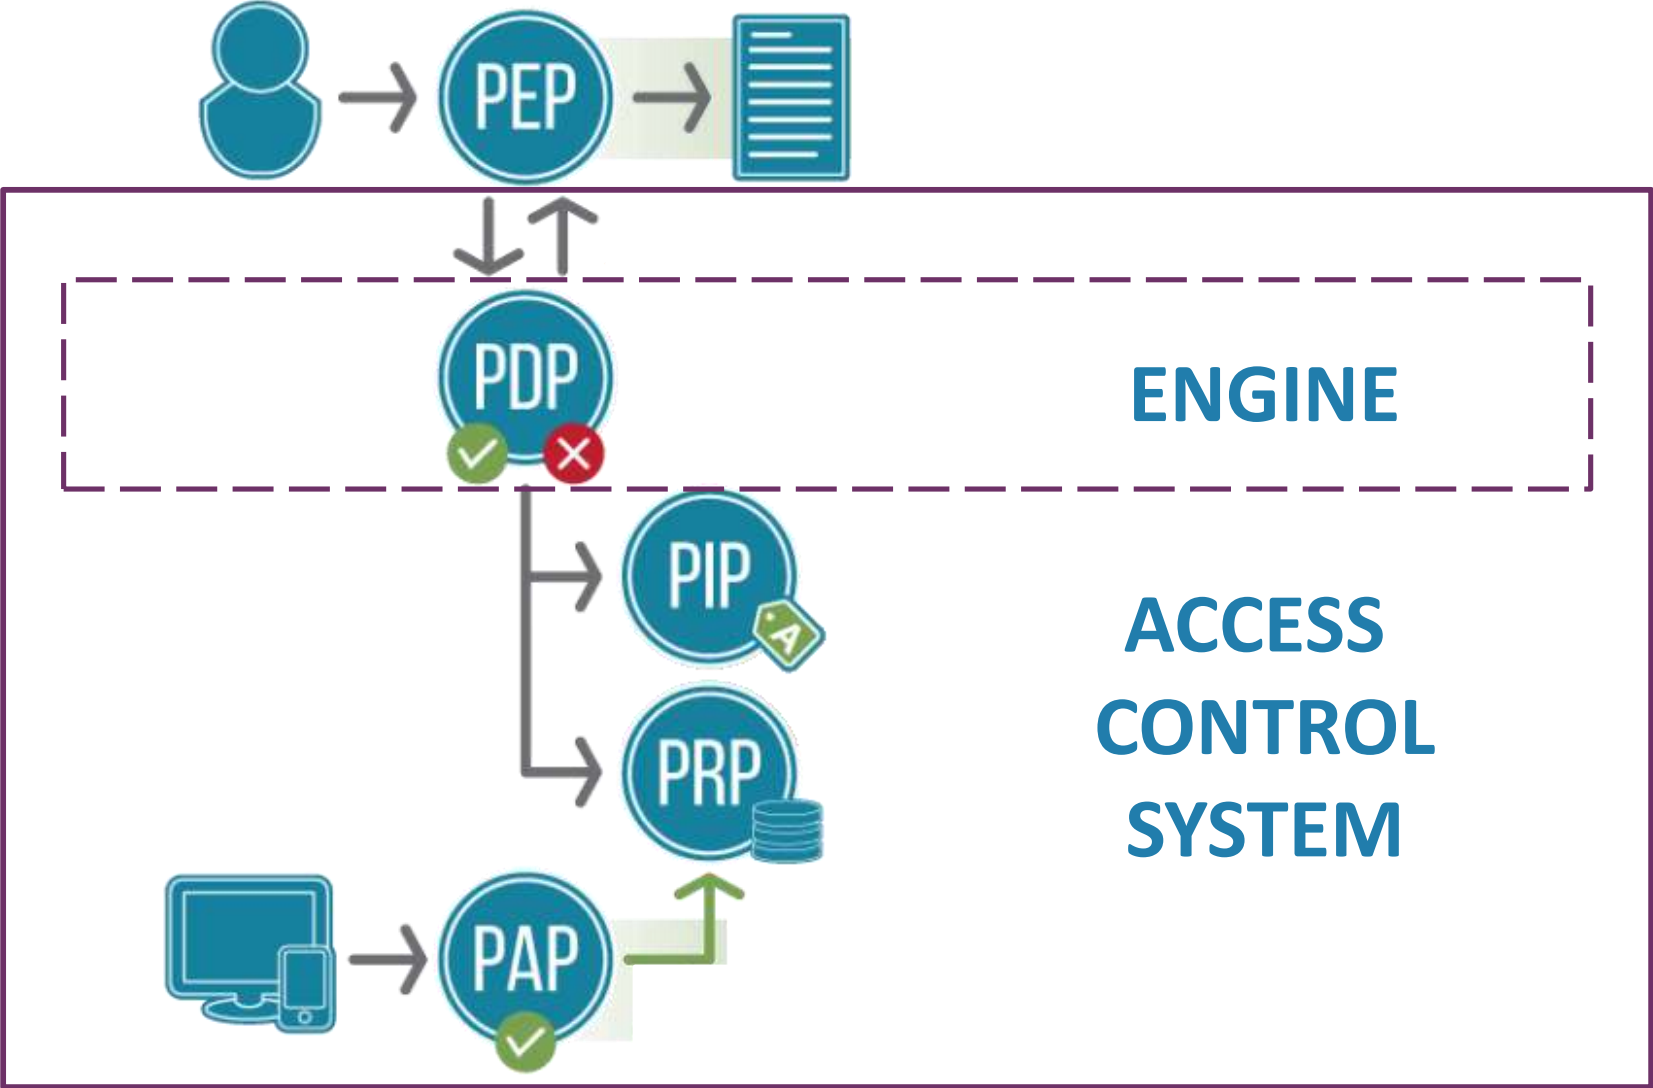 PEP
PDP
ENGINE
PIP
A
ACCESS
CONTROL
SYSTEM
PRP
PAP